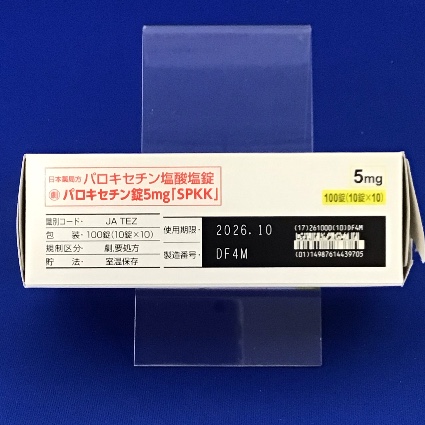 日本薬局方 パロキセチン塩酸塩錠
劇 パロキセチン錠5mg「SPKK」
5mg
100錠(10錠×10)
識別コード: JA TEZ
包 装: 100錠(10錠×10)
規制区分: 劇,要処方
貯 法: 室温保存
使用期限: 2026.10
製造番号: DF4M
(17)261000(10)DF4M
(01)14987614439705